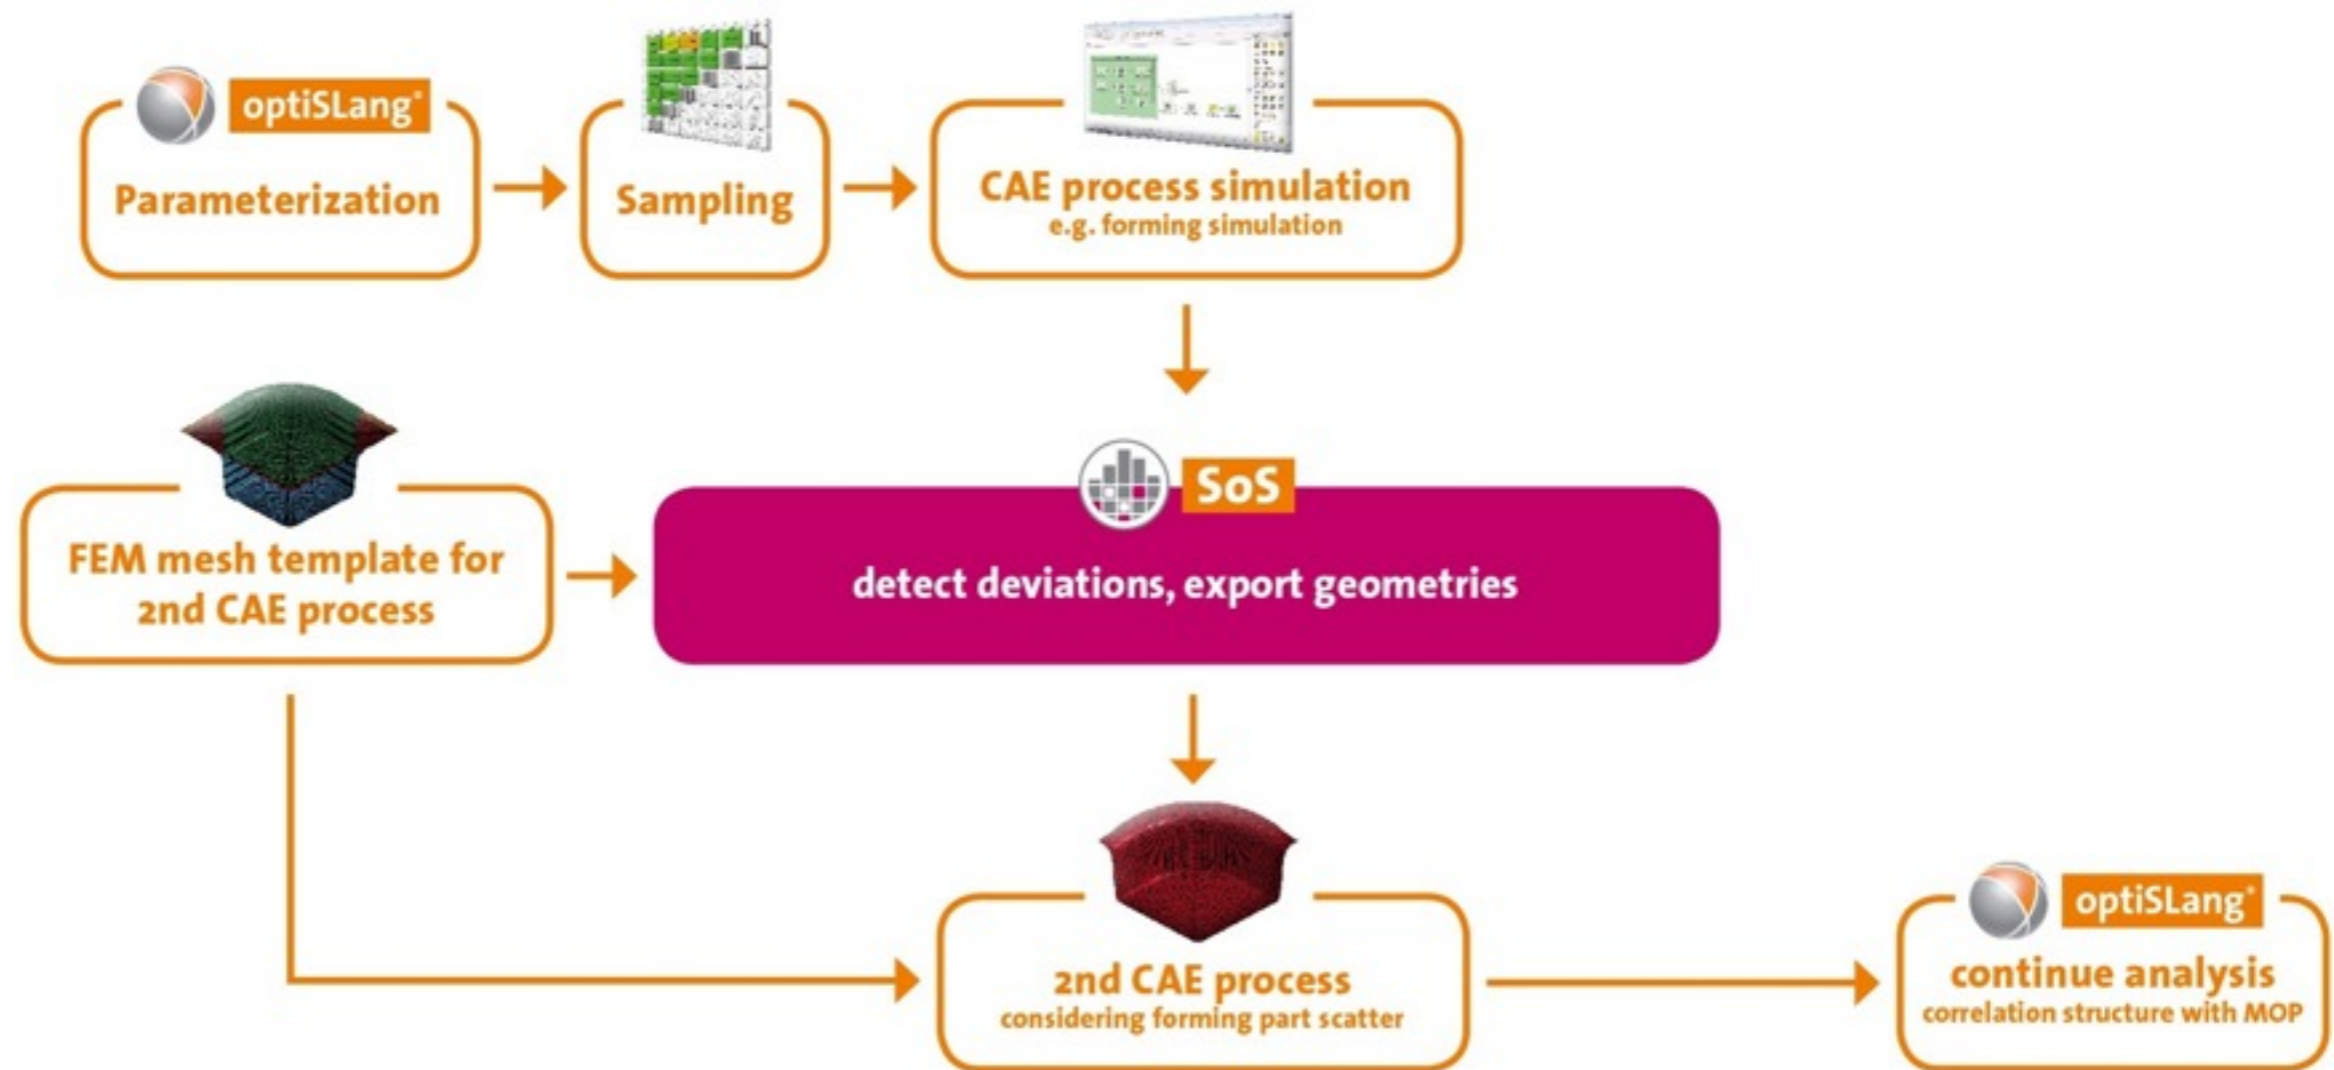 optiSLang®
Parameterization
Sampling
CAE process simulation
e.g. forming simulation
FEM mesh template for
2nd CAE process
SoS
detect deviations, export geometries
2nd CAE process
considering forming part scatter
optiSLang®
continue analysis
correlation structure with MOP